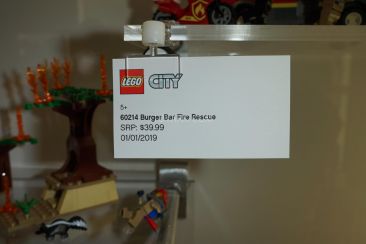 LEGO CITY
5+
60214 Burger Bar Fire Rescue
SRP: $39.99
01/01/2019